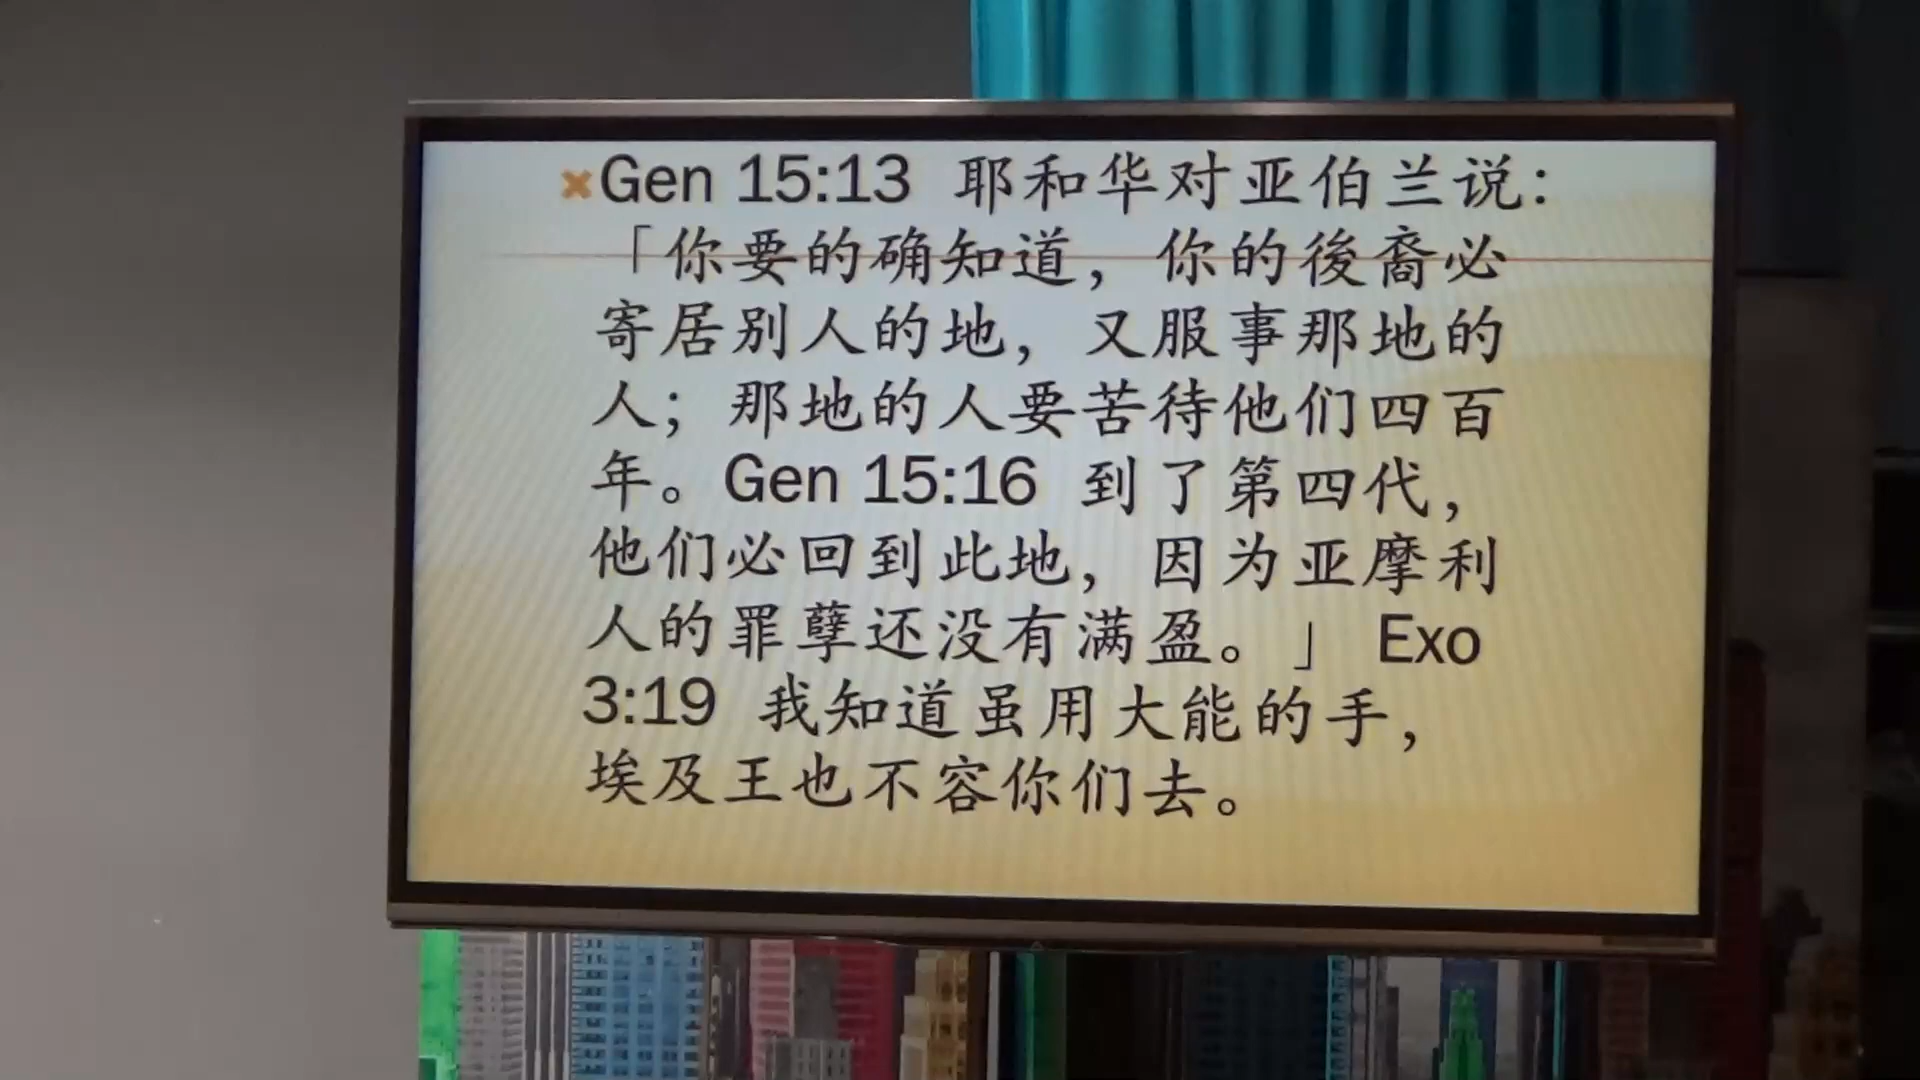 Gen 15:13 耶和华对亚伯兰说：
「你要的确知道，你的後裔必
寄居别人的地，又服事那地的
人；那地的人要苦待他们四百
年。Gen 15:16 到了第四代，
他们必回到此地，因为亚摩利
人的罪孽还没有满盈。」 Exo
3:19 我知道虽用大能的手，
埃及王也不容你们去。